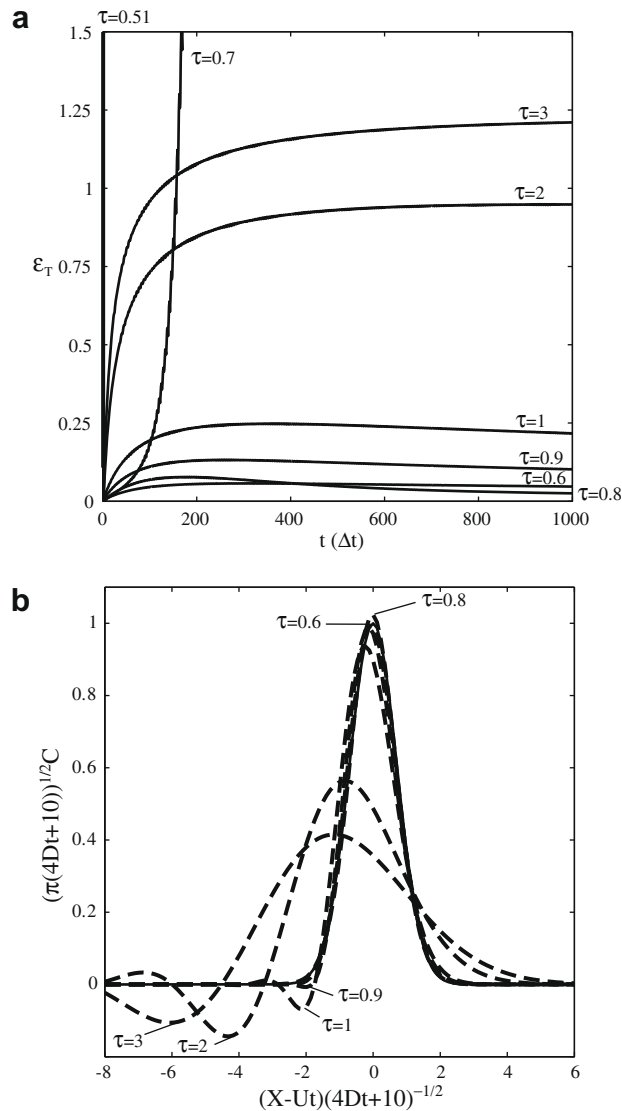 a
τ=0.51
1.5
τ=0.7
1.25
τ=3
1
τ=2
ε_T 0.75
0.5
τ=1
0.25
τ=0.9
τ=0.6
0
τ=0.8
0 200 400 600 800 1000
t (Δt)
b
τ=0.8
1
τ=0.6
0.8
(π(4Dt+10))^{1/2}C
0.6
0.4
0.2
0
τ=0.9
τ=1
τ=3
τ=2
-8 -6 -4 -2 0 2 4 6
(X-Ut)(4Dt+10)^{-1/2}